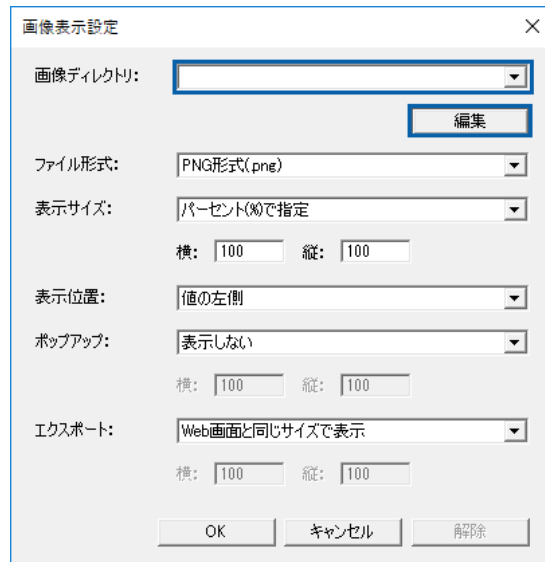 画像表示設定
画像ディレクトリ:
編集
ファイル形式: PNG形式(.png)
表示サイズ: パーセント(%)で指定
横: 100 縦: 100
表示位置: 値の左側
ポップアップ: 表示しない
横: 100 縦: 100
エクスポート: Web画面と同じサイズで表示
横: 100 縦: 100
OK キャンセル 解除